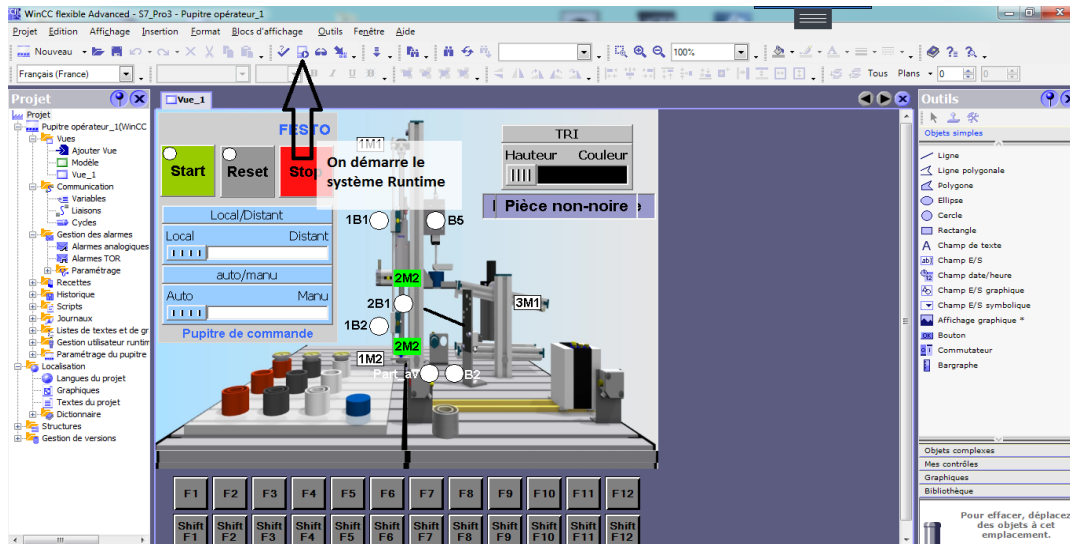 WinCC flexible Advanced - S7_Pro3 - Pupitre opérateur_1
Projet Edition Affichage Insertion Format Blocs d'affichage Outils Fenêtre Aide
Nouveau
100%
Français (France)
Tous Plans
0
0
Projet
Projet
Pupitre opérateur_1(WinCC
Vues
Ajouter Vue
Modèle
Vue_1
Communication
Variables
Liaisons
Cycles
Gestion des alarmes
Alarmes analogiques
Alarmes TOR
Paramétrage
Recettes
Historique
Scripts
Journaux
Listes de textes et de gr
Gestion utilisateur runtim
Paramétrage du pupitre
Localisation
Langues du projet
Graphiques
Textes du projet
Dictionnaire
Structures
Gestion de versions
Vue_1
FESTO
Start
Reset
Stop
On démarre le
système Runtime
Local/Distant
Local Distant
auto/manu
Auto Manu
Pupitre de commande
1M1
1B1
B5
2M2
2B1
3M1
1B2
2M2
1M2
Part_av
B2
TRI
Hauteur Couleur
Pièce non-noire
F1 F2 F3 F4 F5 F6 F7 F8 F9 F10 F11 F12
Shift Shift Shift Shift Shift Shift Shift Shift Shift Shift Shift Shift
F1 F2 F3 F4 F5 F6 F7 F8 F9 F10 F11 F12
Outils
Objets simples
Ligne
Ligne polygonale
Polygone
Ellipse
Cercle
Rectangle
Champ de texte
Champ E/S
Champ date/heure
Champ E/S graphique
Champ E/S symbolique
Affichage graphique *
Bouton
Commutateur
Bargraphe
Objets complexes
Mes contrôles
Graphiques
Bibliothèque
Pour effacer, déplacez
des objets à cet
emplacement.